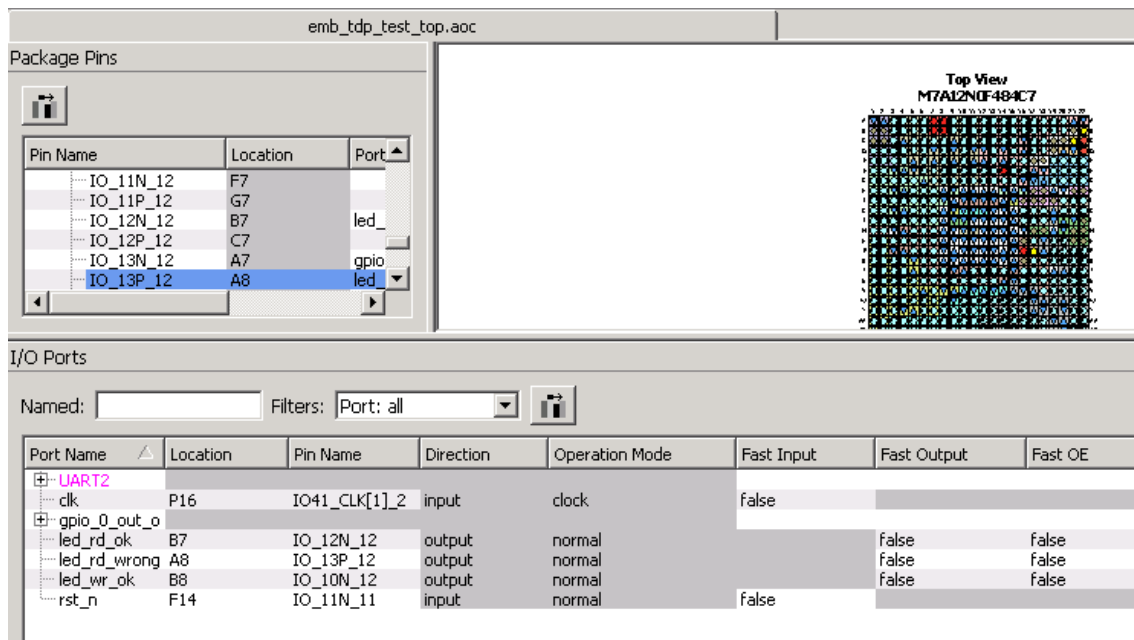 emb_tdp_test_top.aoc
Package Pins
Pin Name Location Port
IO_11N_12 F7
IO_11P_12 G7
IO_12N_12 B7 led_
IO_12P_12 C7
IO_13N_12 A7 gpio
IO_13P_12 A8 led_
Top View
M7A12N0F484C7
I/O Ports
Named: Filters: Port: all
Port Name Location Pin Name Direction Operation Mode Fast Input Fast Output Fast OE
UART2
clk P16 IO41_CLK[1]_2 input clock false
gpio_0_out_o
led_rd_ok B7 IO_12N_12 output normal false false
led_rd_wrong A8 IO_13P_12 output normal false false
led_wr_ok B8 IO_10N_12 output normal false false
rst_n F14 IO_11N_11 input normal false